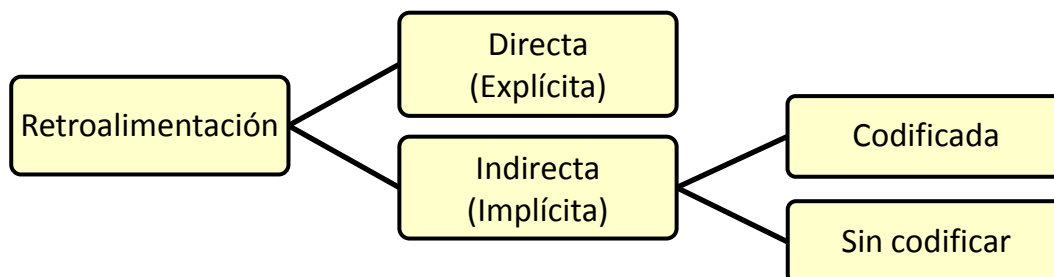 Retroalimentación
Directa
(Explícita)
Indirecta
(Implícita)
Codificada
Sin codificar